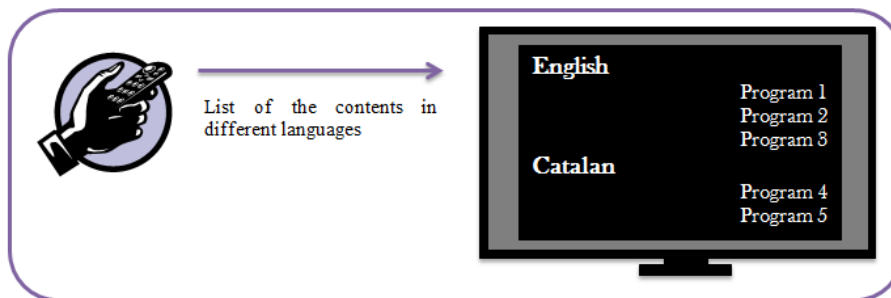 List of the contents in
different languages
English
Program 1
Program 2
Program 3
Catalan
Program 4
Program 5